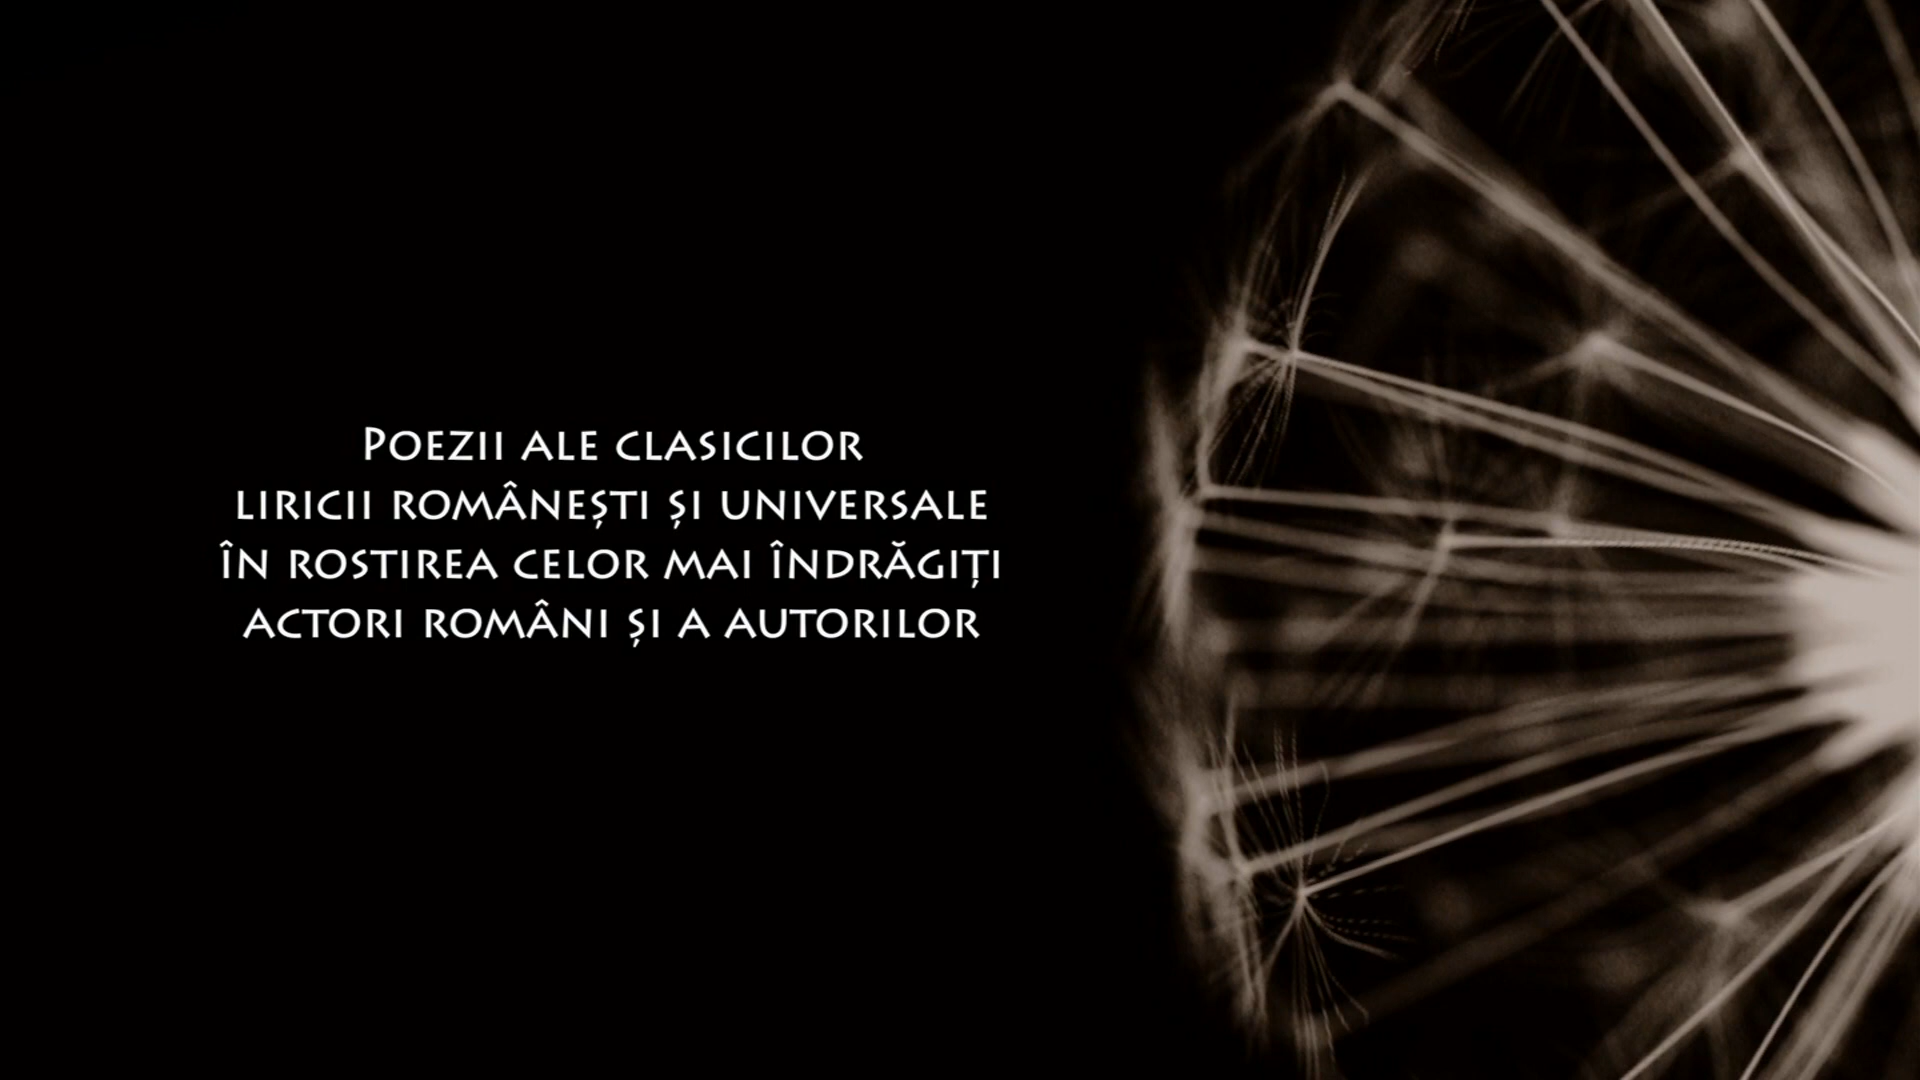 Poezii ale clasicilor
liricii românești și universale
în rostirea celor mai îndrăgiți
actori români și a autorilor